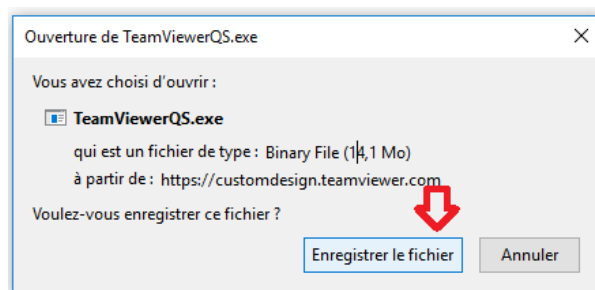 Ouverture de TeamViewerQS.exe
Vous avez choisi d'ouvrir :
TeamViewerQS.exe
qui est un fichier de type : Binary File (14,1 Mo)
à partir de : https://customdesign.teamviewer.com
Voulez-vous enregistrer ce fichier ?
Enregistrer le fichier Annuler